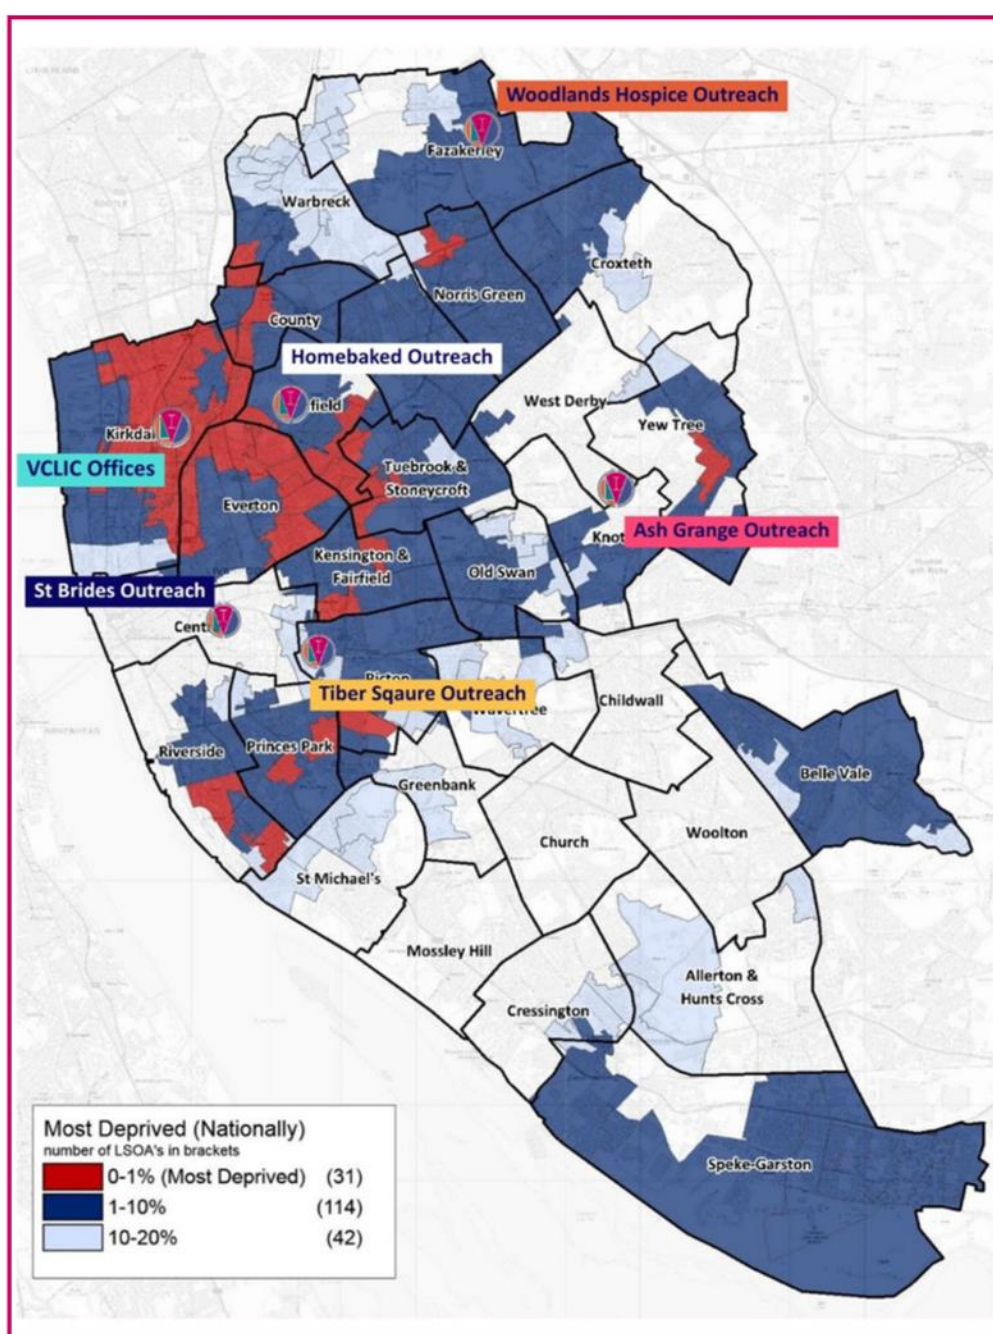 Woodlands Hospice Outreach
Fazakerley
Warbreck
Croxteth
Norris Green
County
Homebaked Outreach
West Derby
field
Yew Tree
Kirkdal
VCLIC Offices
Tuebrook &
Stoneycroft
Everton
Ash Grange Outreach
Knot
Kensington &
Fairfield
Old Swan
St Brides Outreach
Cent
Picton
Tiber Sqaure Outreach
Wavertree
Childwall
Riverside
Princes Park
Belle Vale
Greenbank
Woolton
Church
St Michael's
Mossley Hill
Allerton &
Hunts Cross
Cressington
Speke-Garston
Most Deprived (Nationally)
number of LSOA's in brackets
0-1% (Most Deprived) (31)
1-10% (114)
10-20% (42)